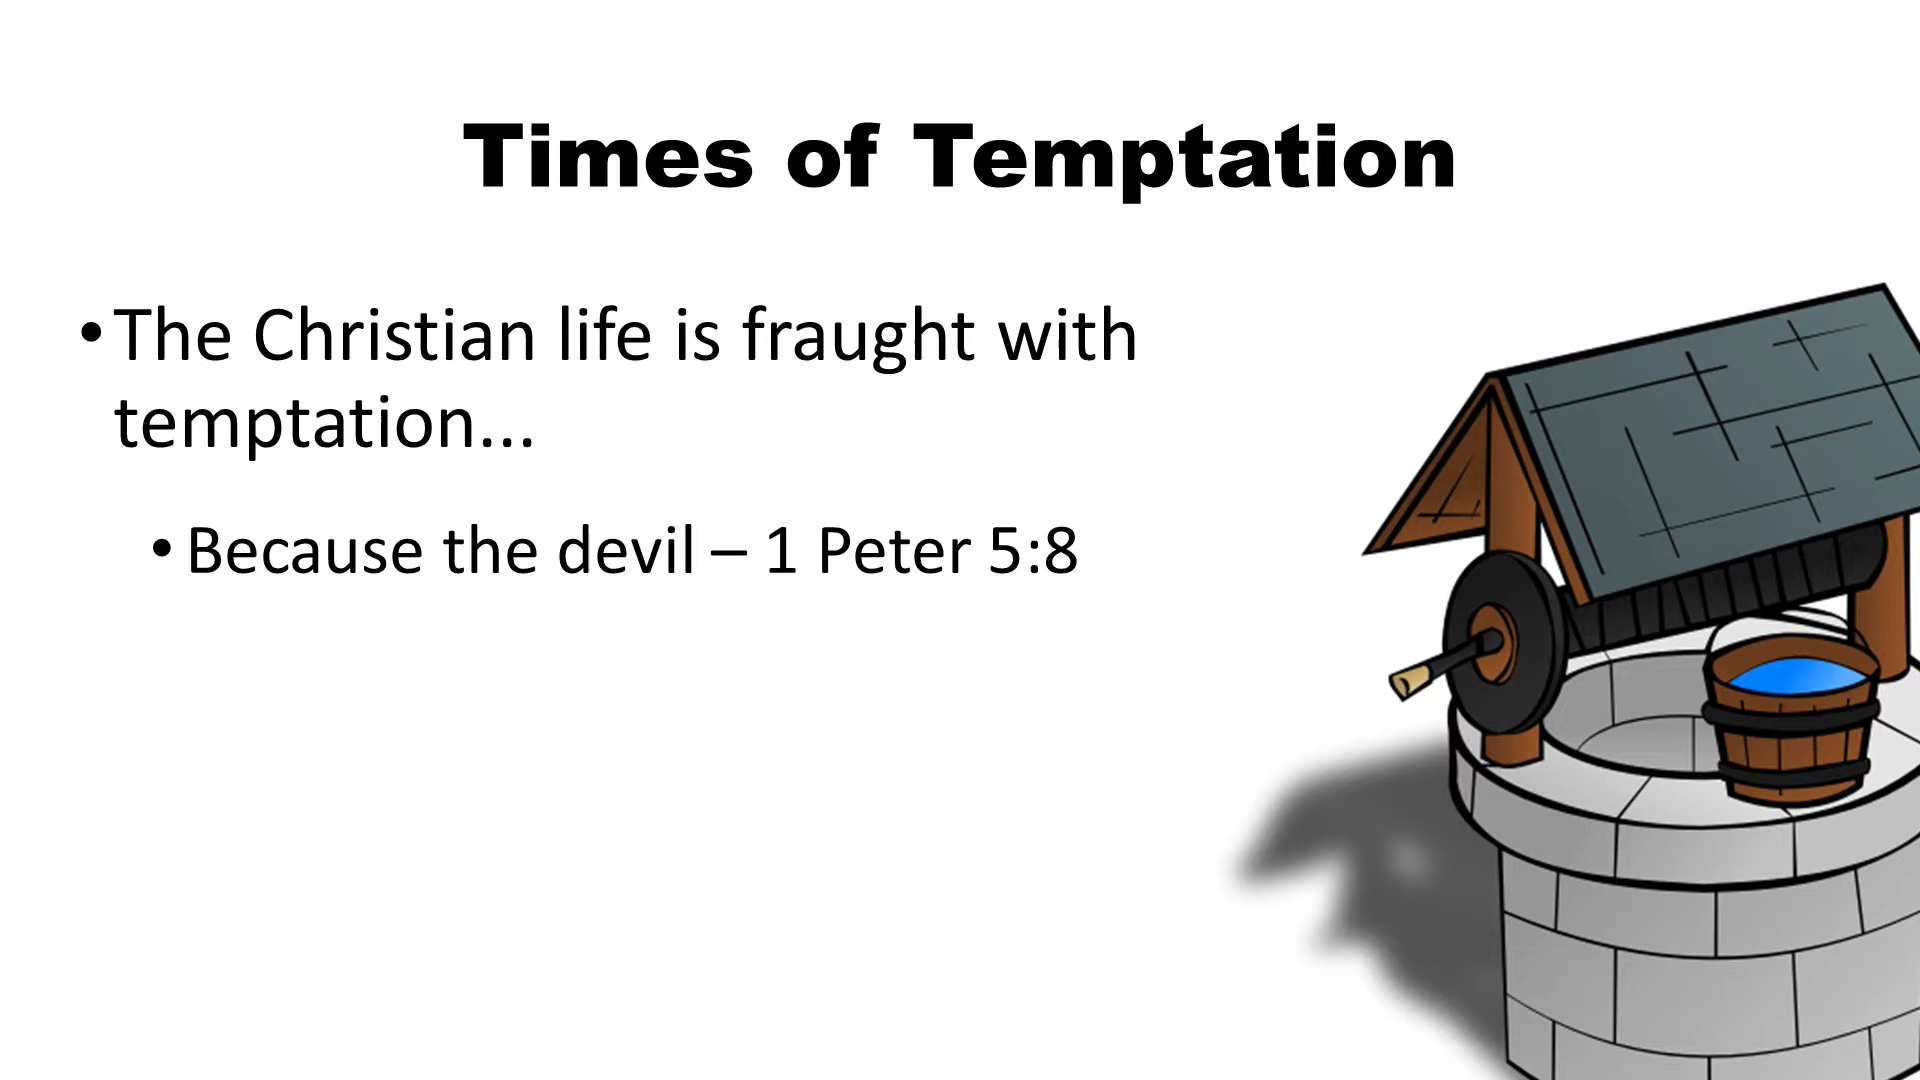 Times of Temptation
•The Christian life is fraught with
temptation...
•Because the devil – 1 Peter 5:8